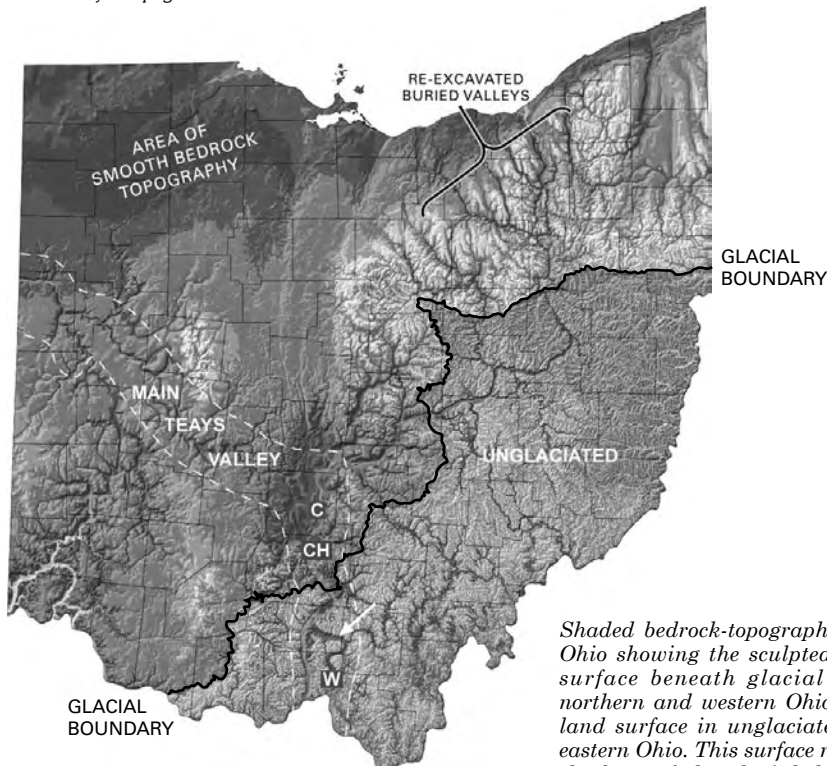 RE-EXCAVATED
BURIED VALLEYS
AREA OF
SMOOTH BEDROCK
TOPOGRAPHY
GLACIAL
BOUNDARY
MAIN
TEAYS
VALLEY
UNGLACIATED
C
CH
W
GLACIAL
BOUNDARY
Shaded bedrock-topograph
Ohio showing the sculpted
surface beneath glacial
northern and western Ohio
land surface in unglaciate
eastern Ohio. This surface